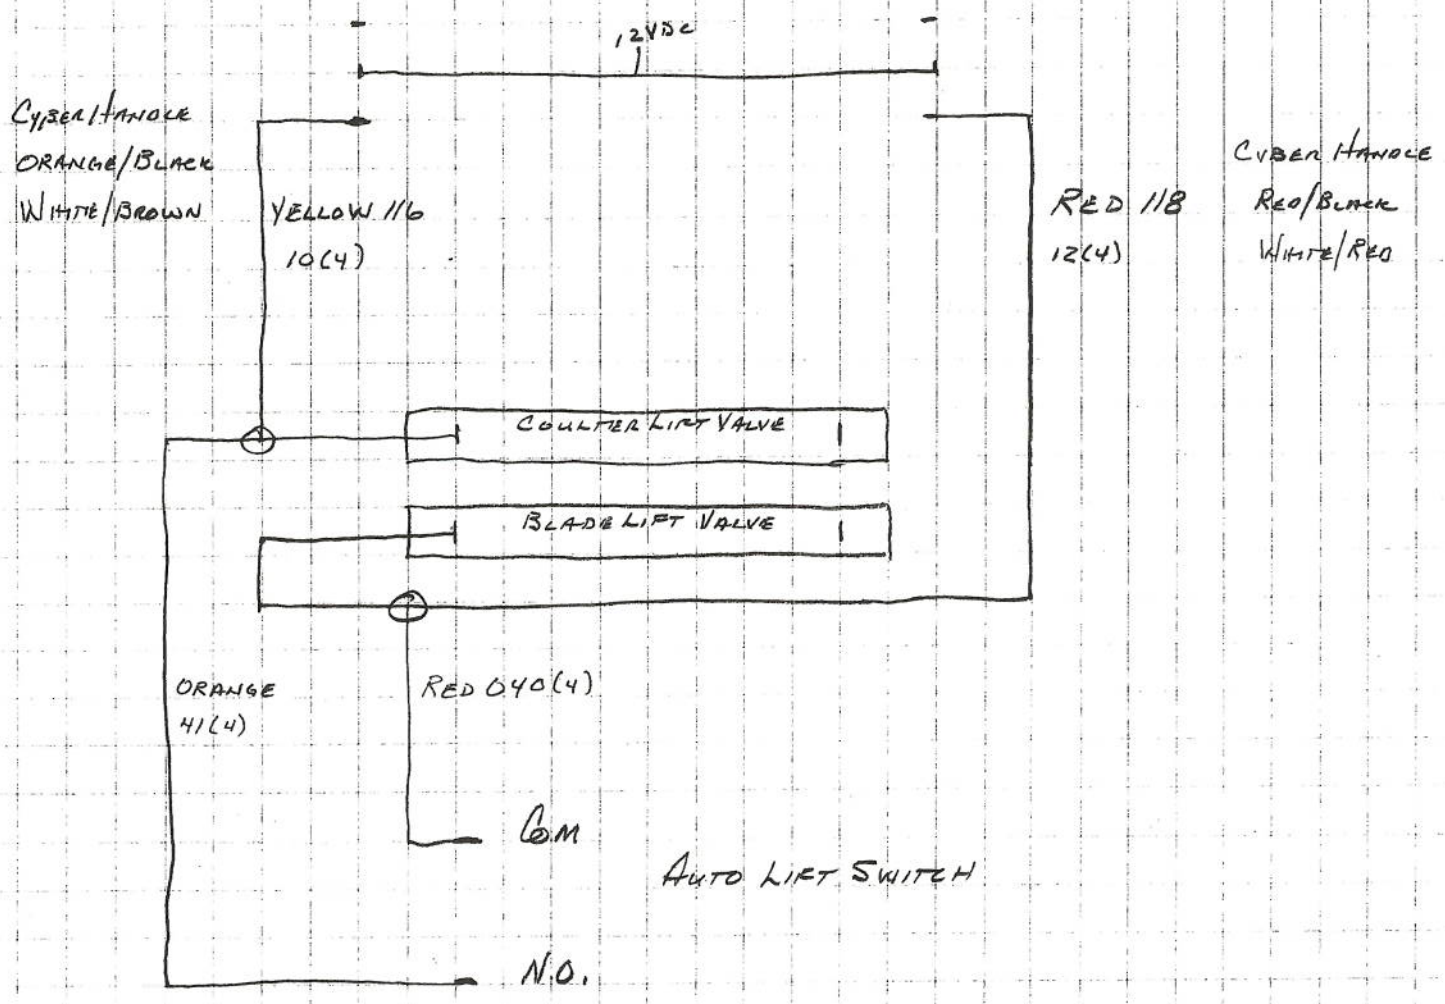 12VDC
CYBER HANDLE
ORANGE/BLACK
WHITE/BROWN
YELLOW 116
10(4)
RED 118
12(4)
CYBER HANDLE
RED/BLACK
WHITE/RED
COULTER LIFT VALVE
BLADE LIFT VALVE
ORANGE
41(4)
RED 040(4)
COM
AUTO LIFT SWITCH
N.O.